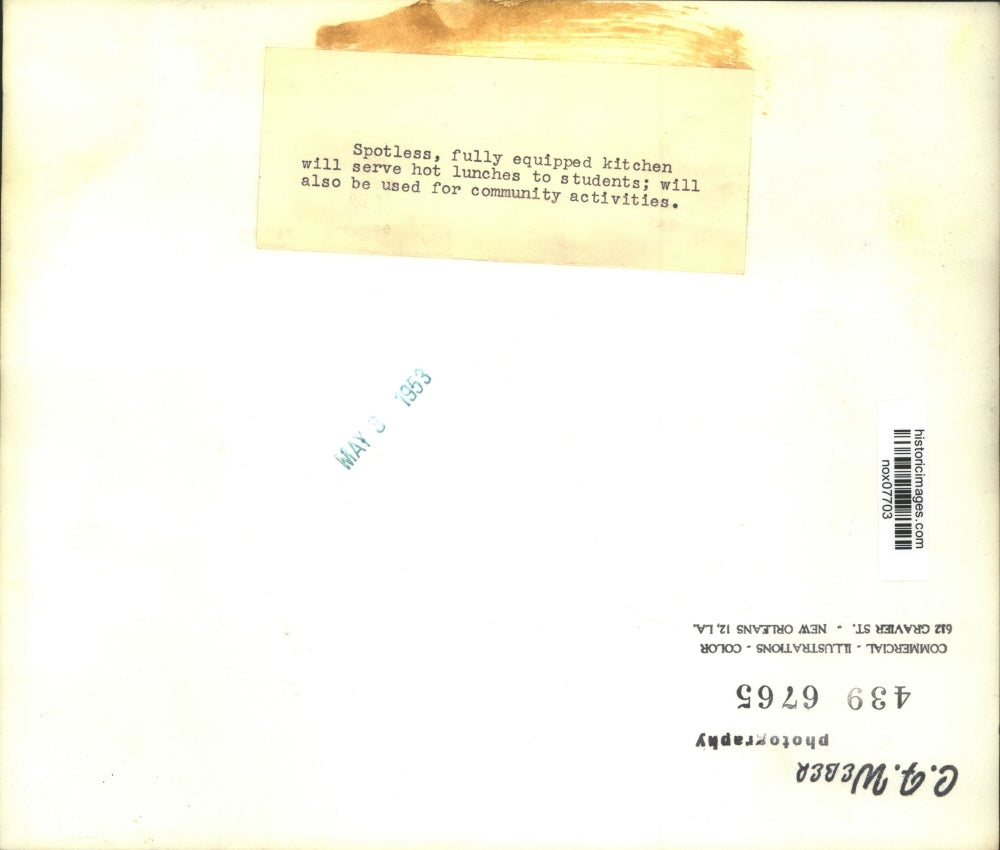 Spotless, fully equipped kitchen
will serve hot lunches to students; will
also be used for community activities.
MAY 3 1953
historicimages.com
nox07703
C.F. WEBER
photography
439 6765
COMMERCIAL - ILLUSTRATIONS - COLOR
612 GRAVIER ST. - NEW ORLEANS 12, LA.